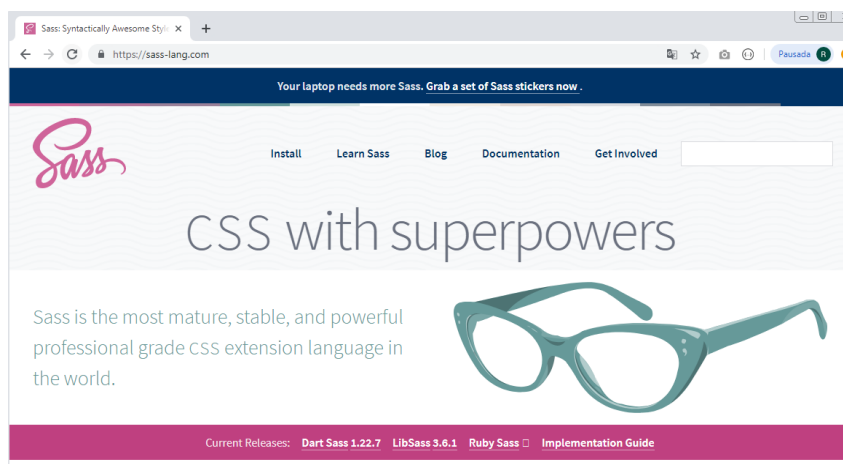 Sass: Syntactically Awesome Styl
https://sass-lang.com
Pausada R
Your laptop needs more Sass. Grab a set of Sass stickers now .
Sass
Install Learn Sass Blog Documentation Get Involved
CSS with superpowers
Sass is the most mature, stable, and powerful
professional grade CSS extension language in
the world.
Current Releases: Dart Sass 1.22.7 LibSass 3.6.1 Ruby Sass Implementation Guide